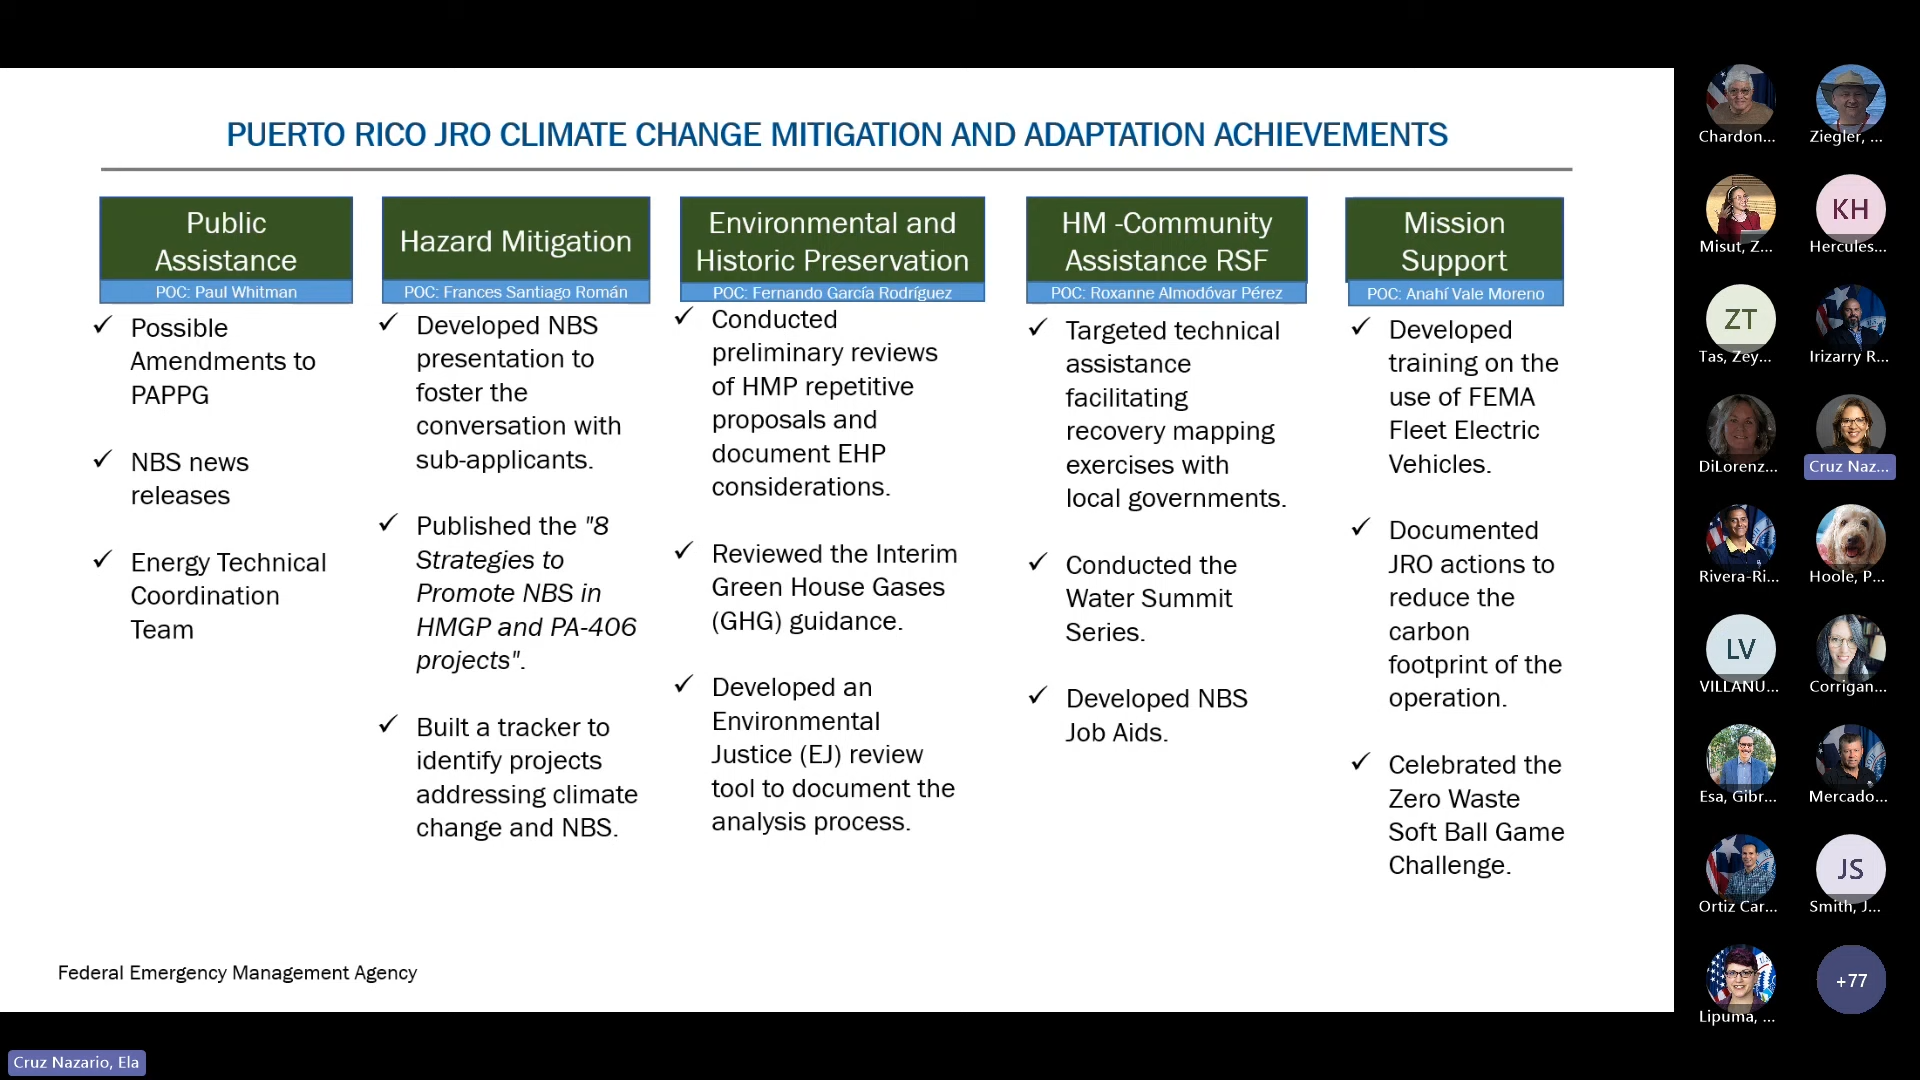 PUERTO RICO JRO CLIMATE CHANGE MITIGATION AND ADAPTATION ACHIEVEMENTS
Public
Assistance
POC: Paul Whitman
✓ Possible
Amendments to
PAPPG
✓ NBS news
releases
✓ Energy Technical
Coordination
Team
Hazard Mitigation
POC: Frances Santiago Román
✓ Developed NBS
presentation to
foster the
conversation with
sub-applicants.
✓ Published the "8
Strategies to
Promote NBS in
HMGP and PA-406
projects".
✓ Built a tracker to
identify projects
addressing climate
change and NBS.
Environmental and
Historic Preservation
POC: Fernando García Rodríguez
✓ Conducted
preliminary reviews
of HMP repetitive
proposals and
document EHP
considerations.
✓ Reviewed the Interim
Green House Gases
(GHG) guidance.
✓ Developed an
Environmental
Justice (EJ) review
tool to document the
analysis process.
HM -Community
Assistance RSF
POC: Roxanne Almodóvar Pérez
✓ Targeted technical
assistance
facilitating
recovery mapping
exercises with
local governments.
✓ Conducted the
Water Summit
Series.
✓ Developed NBS
Job Aids.
Mission
Support
POC: Anahí Vale Moreno
✓ Developed
training on the
use of FEMA
Fleet Electric
Vehicles.
✓ Documented
JRO actions to
reduce the
carbon
footprint of the
operation.
✓ Celebrated the
Zero Waste
Soft Ball Game
Challenge.
Federal Emergency Management Agency
Cruz Nazario, Ela
Chardon...
Ziegler, ...
Misut, Z...
KH
Hercules...
ZT
Tas, Zey...
Irizarry R...
DiLorenz...
Cruz Naz...
Rivera-Ri...
Hoole, P...
LV
VILLANU...
Corrigan...
Esa, Gibr...
Mercado...
Ortiz Car...
JS
Smith, J...
Lipuma, ...
+77